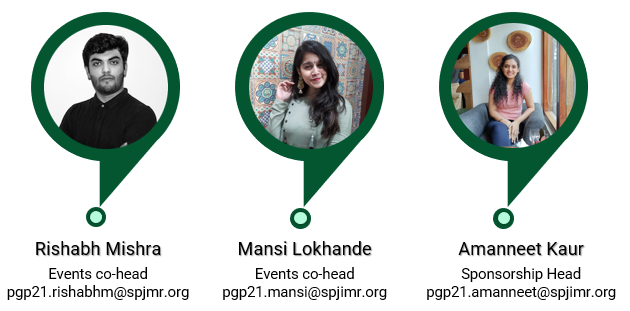 Rishabh Mishra
Events co-head
pgp21.rishabhm@spjmr.org
Mansi Lokhande
Events co-head
pgp21.mansi@spjimr.org
Amanneet Kaur
Sponsorship Head
pgp21.amanneet@spjimr.org